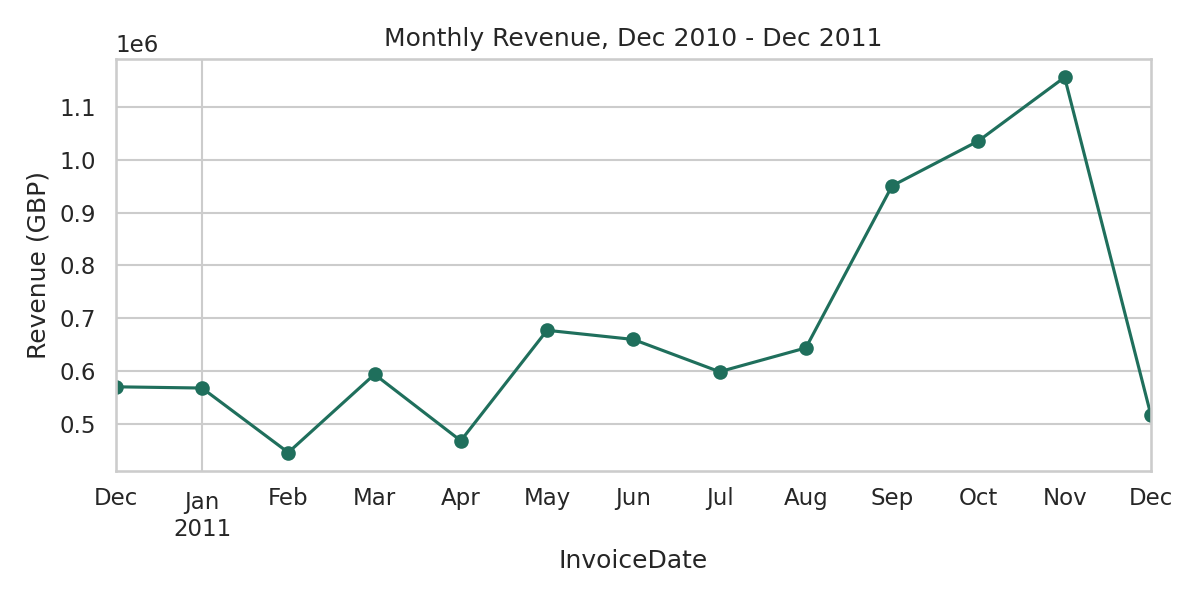 Monthly Revenue, Dec 2010 - Dec 2011
1e6
1.1
1.0
0.9
0.8
0.7
0.6
0.5
Revenue (GBP)
Dec Jan Feb Mar Apr May Jun Jul Aug Sep Oct Nov Dec
2011
InvoiceDate